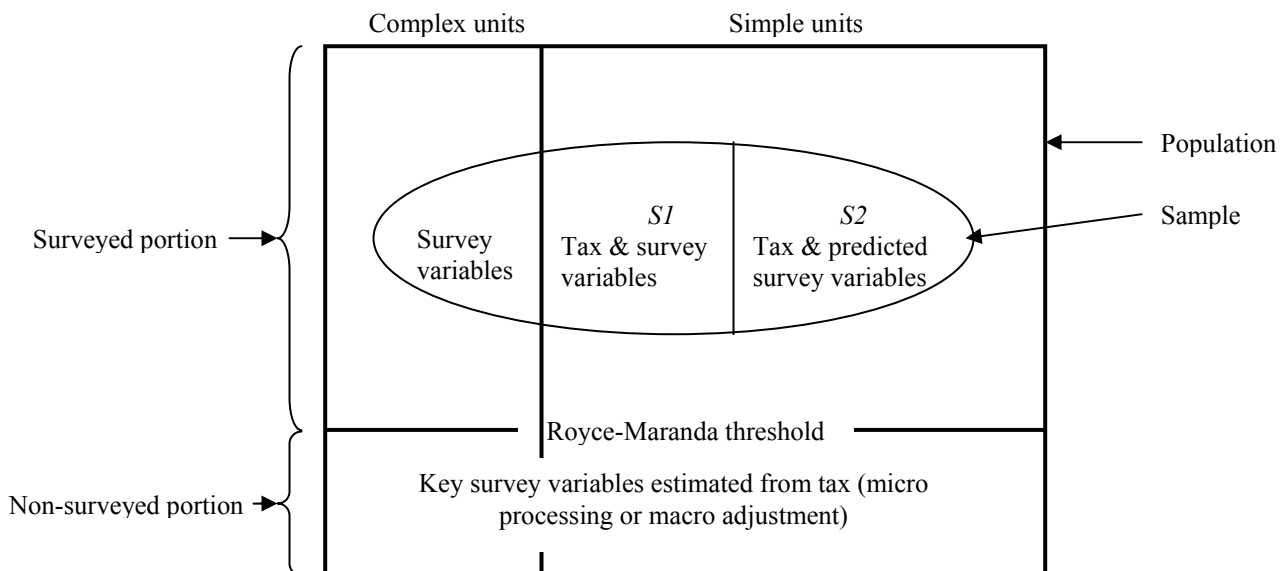 Complex units
Simple units
Population
Sample
Surveyed portion
Survey
variables
S1
Tax & survey
variables
S2
Tax & predicted
survey variables
Royce-Maranda threshold
Non-surveyed portion
Key survey variables estimated from tax (micro
processing or macro adjustment)